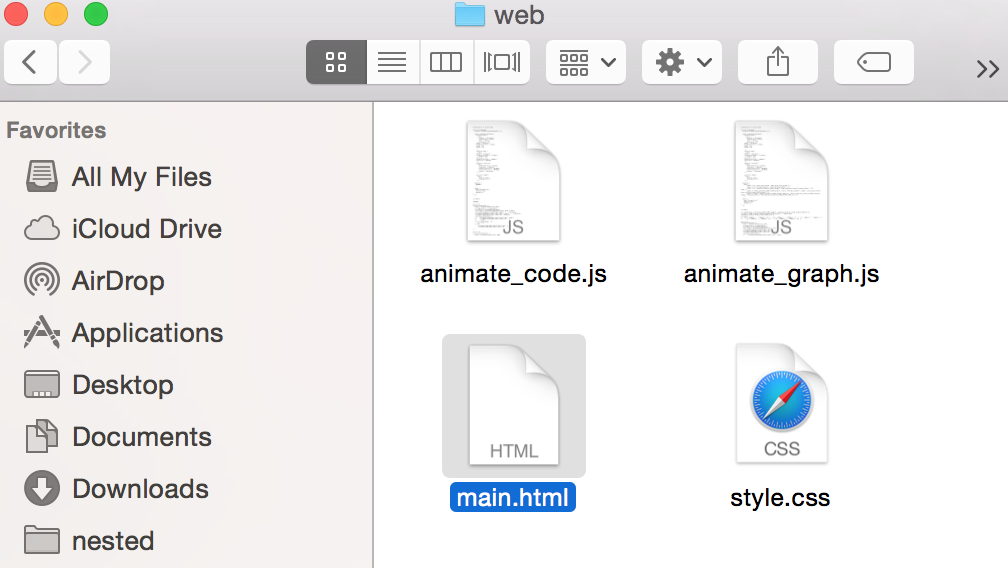 web
Favorites
All My Files
iCloud Drive
AirDrop
Applications
Desktop
Documents
Downloads
nested
JS
JS
animate_code.js
animate_graph.js
HTML
CSS
main.html
style.css